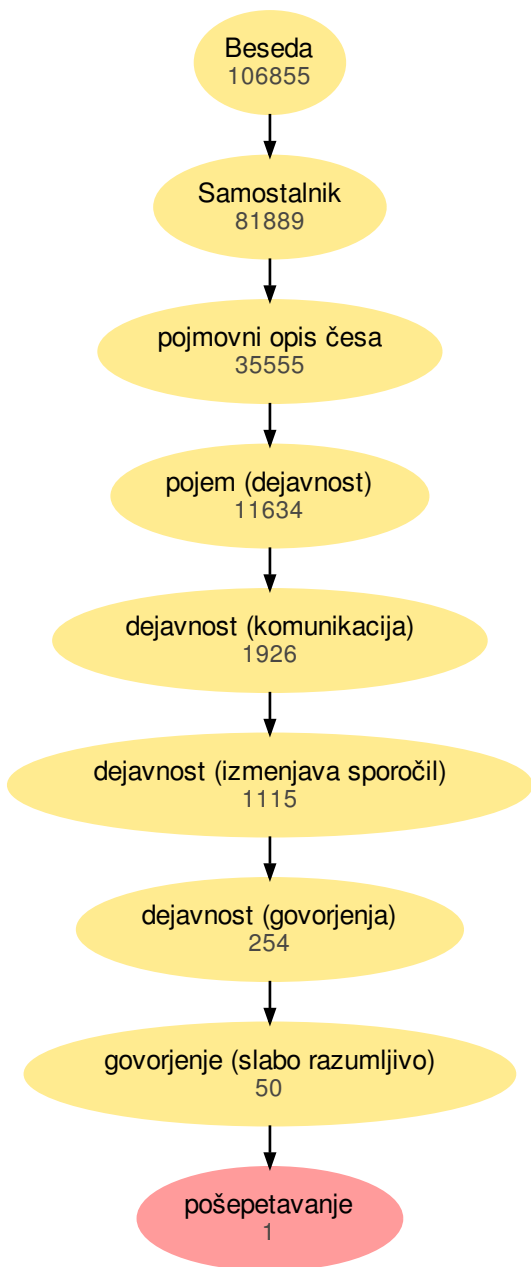 Beseda
106855
Samostalnik
81889
pojmovni opis česa
35555
pojem (dejavnost)
11634
dejavnost (komunikacija)
1926
dejavnost (izmenjava sporočil)
1115
dejavnost (govorjenja)
254
govorjenje (slabo razumljivo)
50
pošepetavanje
1